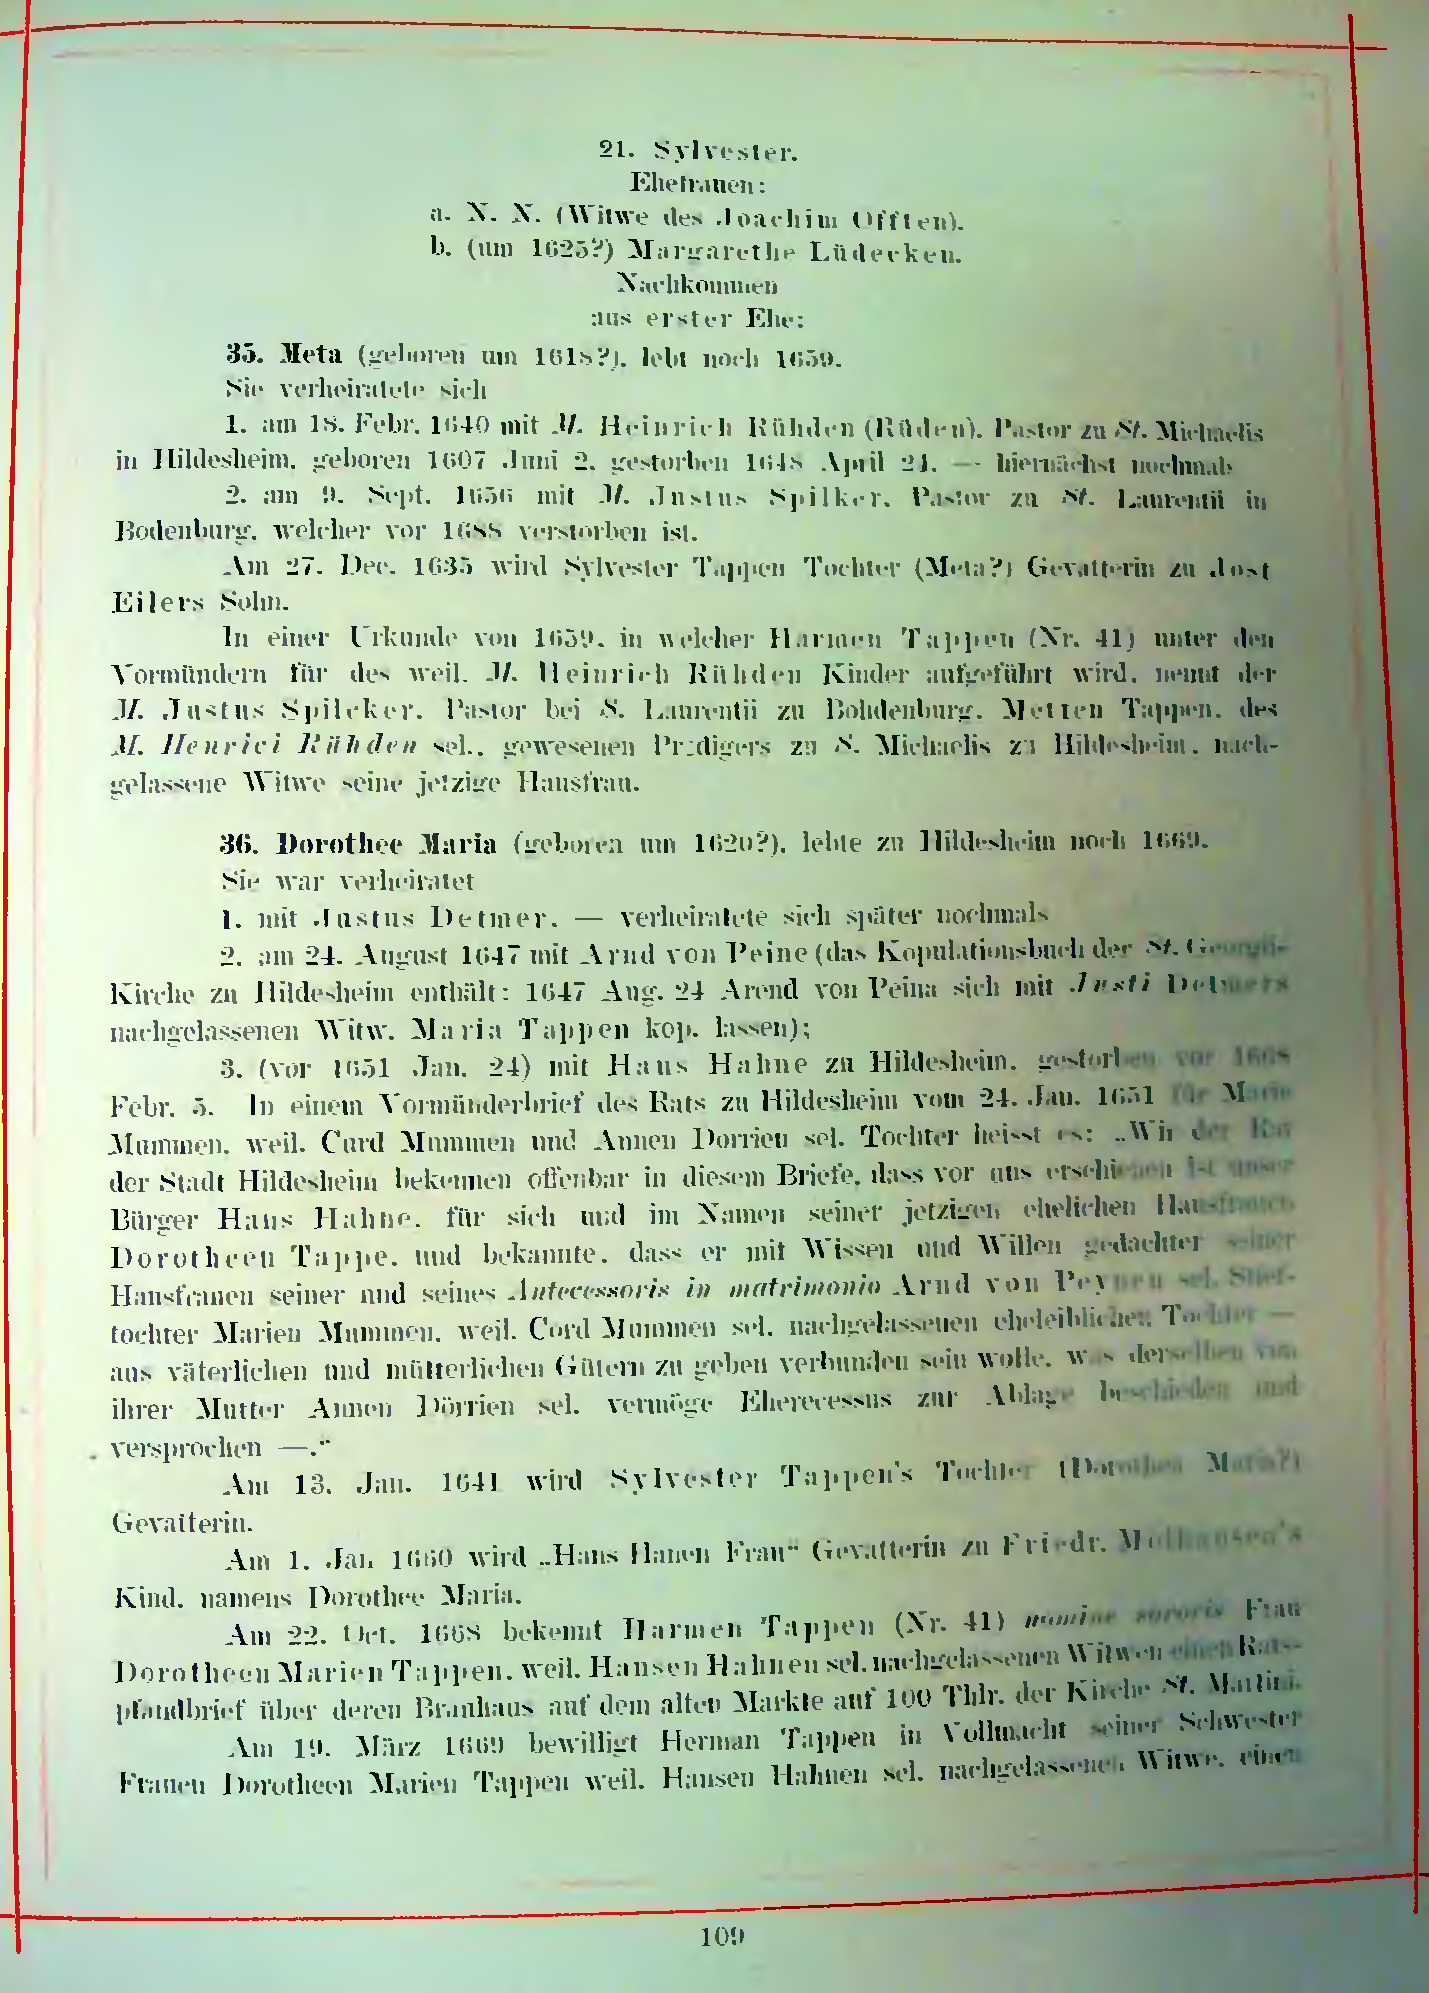 21. Sylvester.
Ehefrauen:
a. N. N. (Witwe des Joachim Offten).
b. (um 1625?) Margarethe Lüdecken.
Nachkommen
aus erster Ehe:
35. Meta (geboren um 1618?), lebt noch 1659.
Sie verheiratete sich
1. am 18. Febr. 1640 mit M. Heinrich Rühden (Rüden), Pastor zu St. Michaelis
in Hildesheim, geboren 1607 Juni 2, gestorben 1648 April 24, — hiernächst nochmals
2. am 9. Sept. 1656 mit M. Justus Spilker, Pastor zu St. Laurentii in
Bodenburg, welcher vor 1688 verstorben ist.
Am 27. Dec. 1635 wird Sylvester Tappen Tochter (Meta?) Gevatterin zu Jost
Eilers Sohn.
In einer Urkunde von 1659, in welcher Harmen Tappen (Nr. 41) unter den
Vormündern für des weil. M. Heinrich Rühden Kinder aufgeführt wird, nennt der
M. Justus Spilcker, Pastor bei S. Laurentii zu Bohdenburg, Metten Tappen, des
M. Henrici Rühden sel., gewesenen Predigers zu S. Michaelis zu Hildesheim, nach-
gelassene Witwe seine jetzige Hausfrau.
36. Dorothee Maria (geboren um 1620?), lebte zu Hildesheim noch 1669.
Sie war verheiratet
1. mit Justus Detmer, — verheiratete sich später nochmals
2. am 24. August 1647 mit Arnd von Peine (das Kopulationsbuch der St. Georgii-
Kirche zu Hildesheim enthält: 1647 Aug. 24 Arend von Peina sich mit Justi Detmers
nachgelassenen Witw. Maria Tappen kop. lassen);
3. (vor 1651 Jan. 24) mit Hans Hahne zu Hildesheim, gestorben vor 1668
Febr. 5. In einem Vormünderbrief des Rats zu Hildesheim vom 24. Jan. 1651 für Marie
Mummen, weil. Curd Mummen und Annen Dorrien sel. Tochter heisst es: „Wir der Rat
der Stadt Hildesheim bekennen offenbar in diesem Briefe, dass vor uns erschienen ist unser
Bürger Hans Hahne, für sich und im Namen seiner jetzigen ehelichen Hausfrauen
Dorotheen Tappe, und bekannte, dass er mit Wissen und Willen gedachter seiner
Hausfrauen seiner und seines Antecessoris in matrimonio Arnd von Peynen sel. Stief-
tochter Marien Mummen, weil. Cord Mummen sel. nachgelassenen eheleiblichen Tochter —
aus väterlichen und mütterlichen Gütern zu geben verbunden sein wolle, was derselben von
ihrer Mutter Annen Dörrien sel. vermöge Eherecessus zur Ablage beschieden und
versprochen —.“
Am 13. Jan. 1641 wird Sylvester Tappen's Tochter (Dorothea Maria?)
Gevatterin.
Am 1. Jan 1660 wird „Hans Hanen Frau“ Gevatterin zu Friedr. Molthausen's
Kind, namens Dorothee Maria.
Am 22. Oct. 1668 bekennt Harmen Tappen (Nr. 41) nomine sororis Frau
Dorotheen Marien Tappen, weil. Hansen Hahnen sel. nachgelassenen Witwen einen Rats-
pfandbrief über deren Brauhaus auf dem alten Markte auf 100 Thlr. der Kirche St. Martini.
Am 19. März 1669 bewilligt Herman Tappen in Vollmacht seiner Schwester
Frauen Dorotheen Marien Tappen weil. Hansen Hahnen sel. nachgelassenen Witwe, einen
109